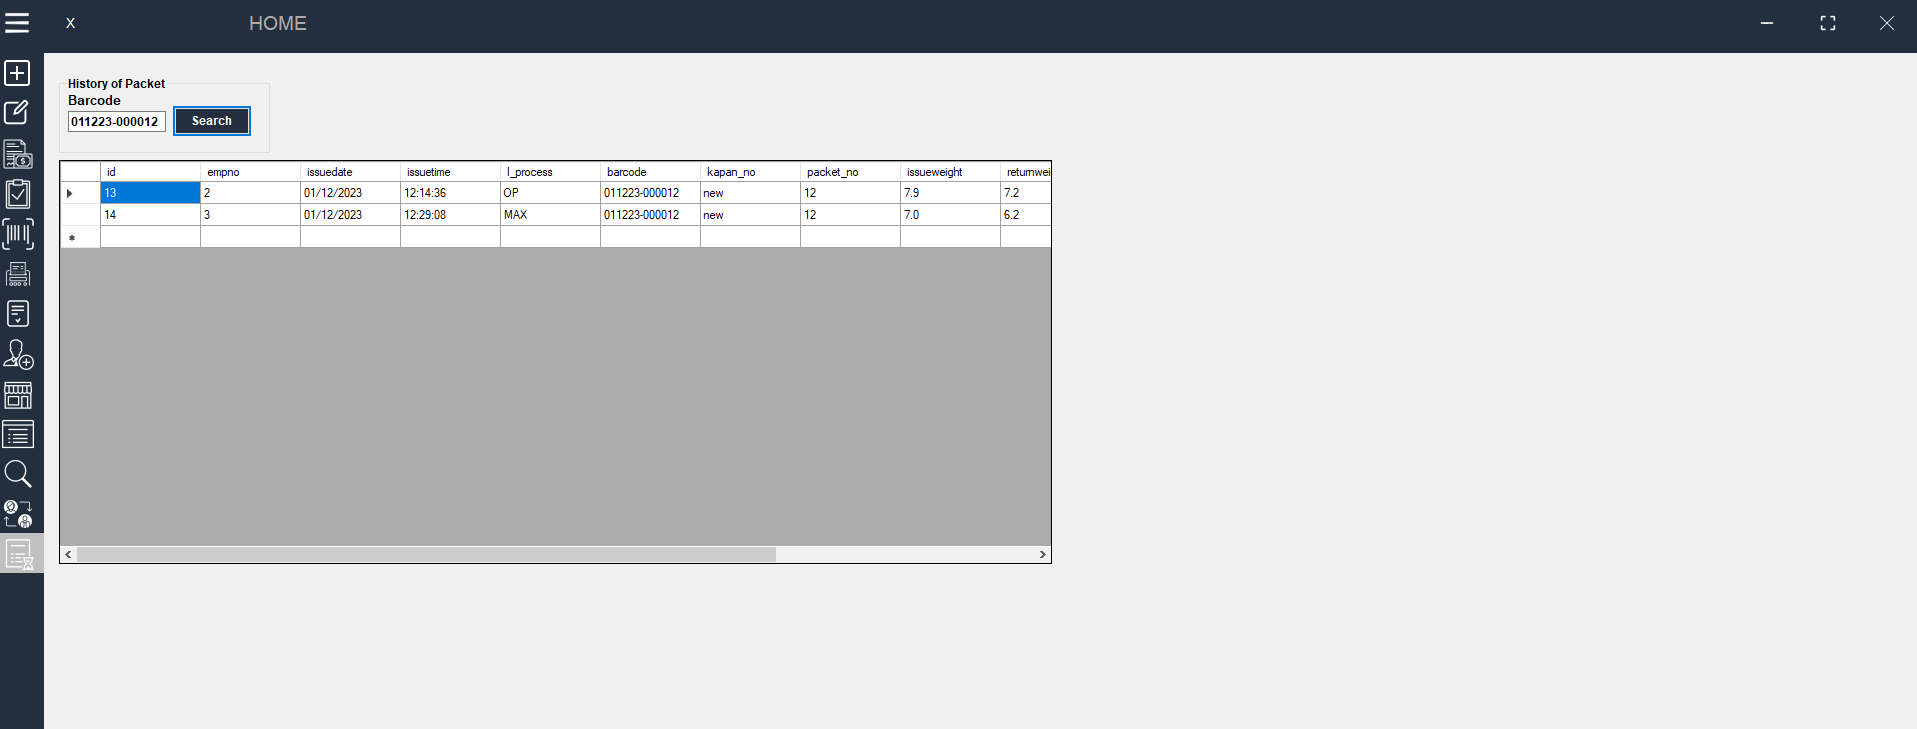 X HOME
History of Packet
Barcode
011223-000012 Search
id empno issuedate issuetime I_process barcode kapan_no packet_no issueweight returnwei
13 2 01/12/2023 12:14:36 OP 011223-000012 new 12 7.9 7.2
14 3 01/12/2023 12:29:08 MAX 011223-000012 new 12 7.0 6.2